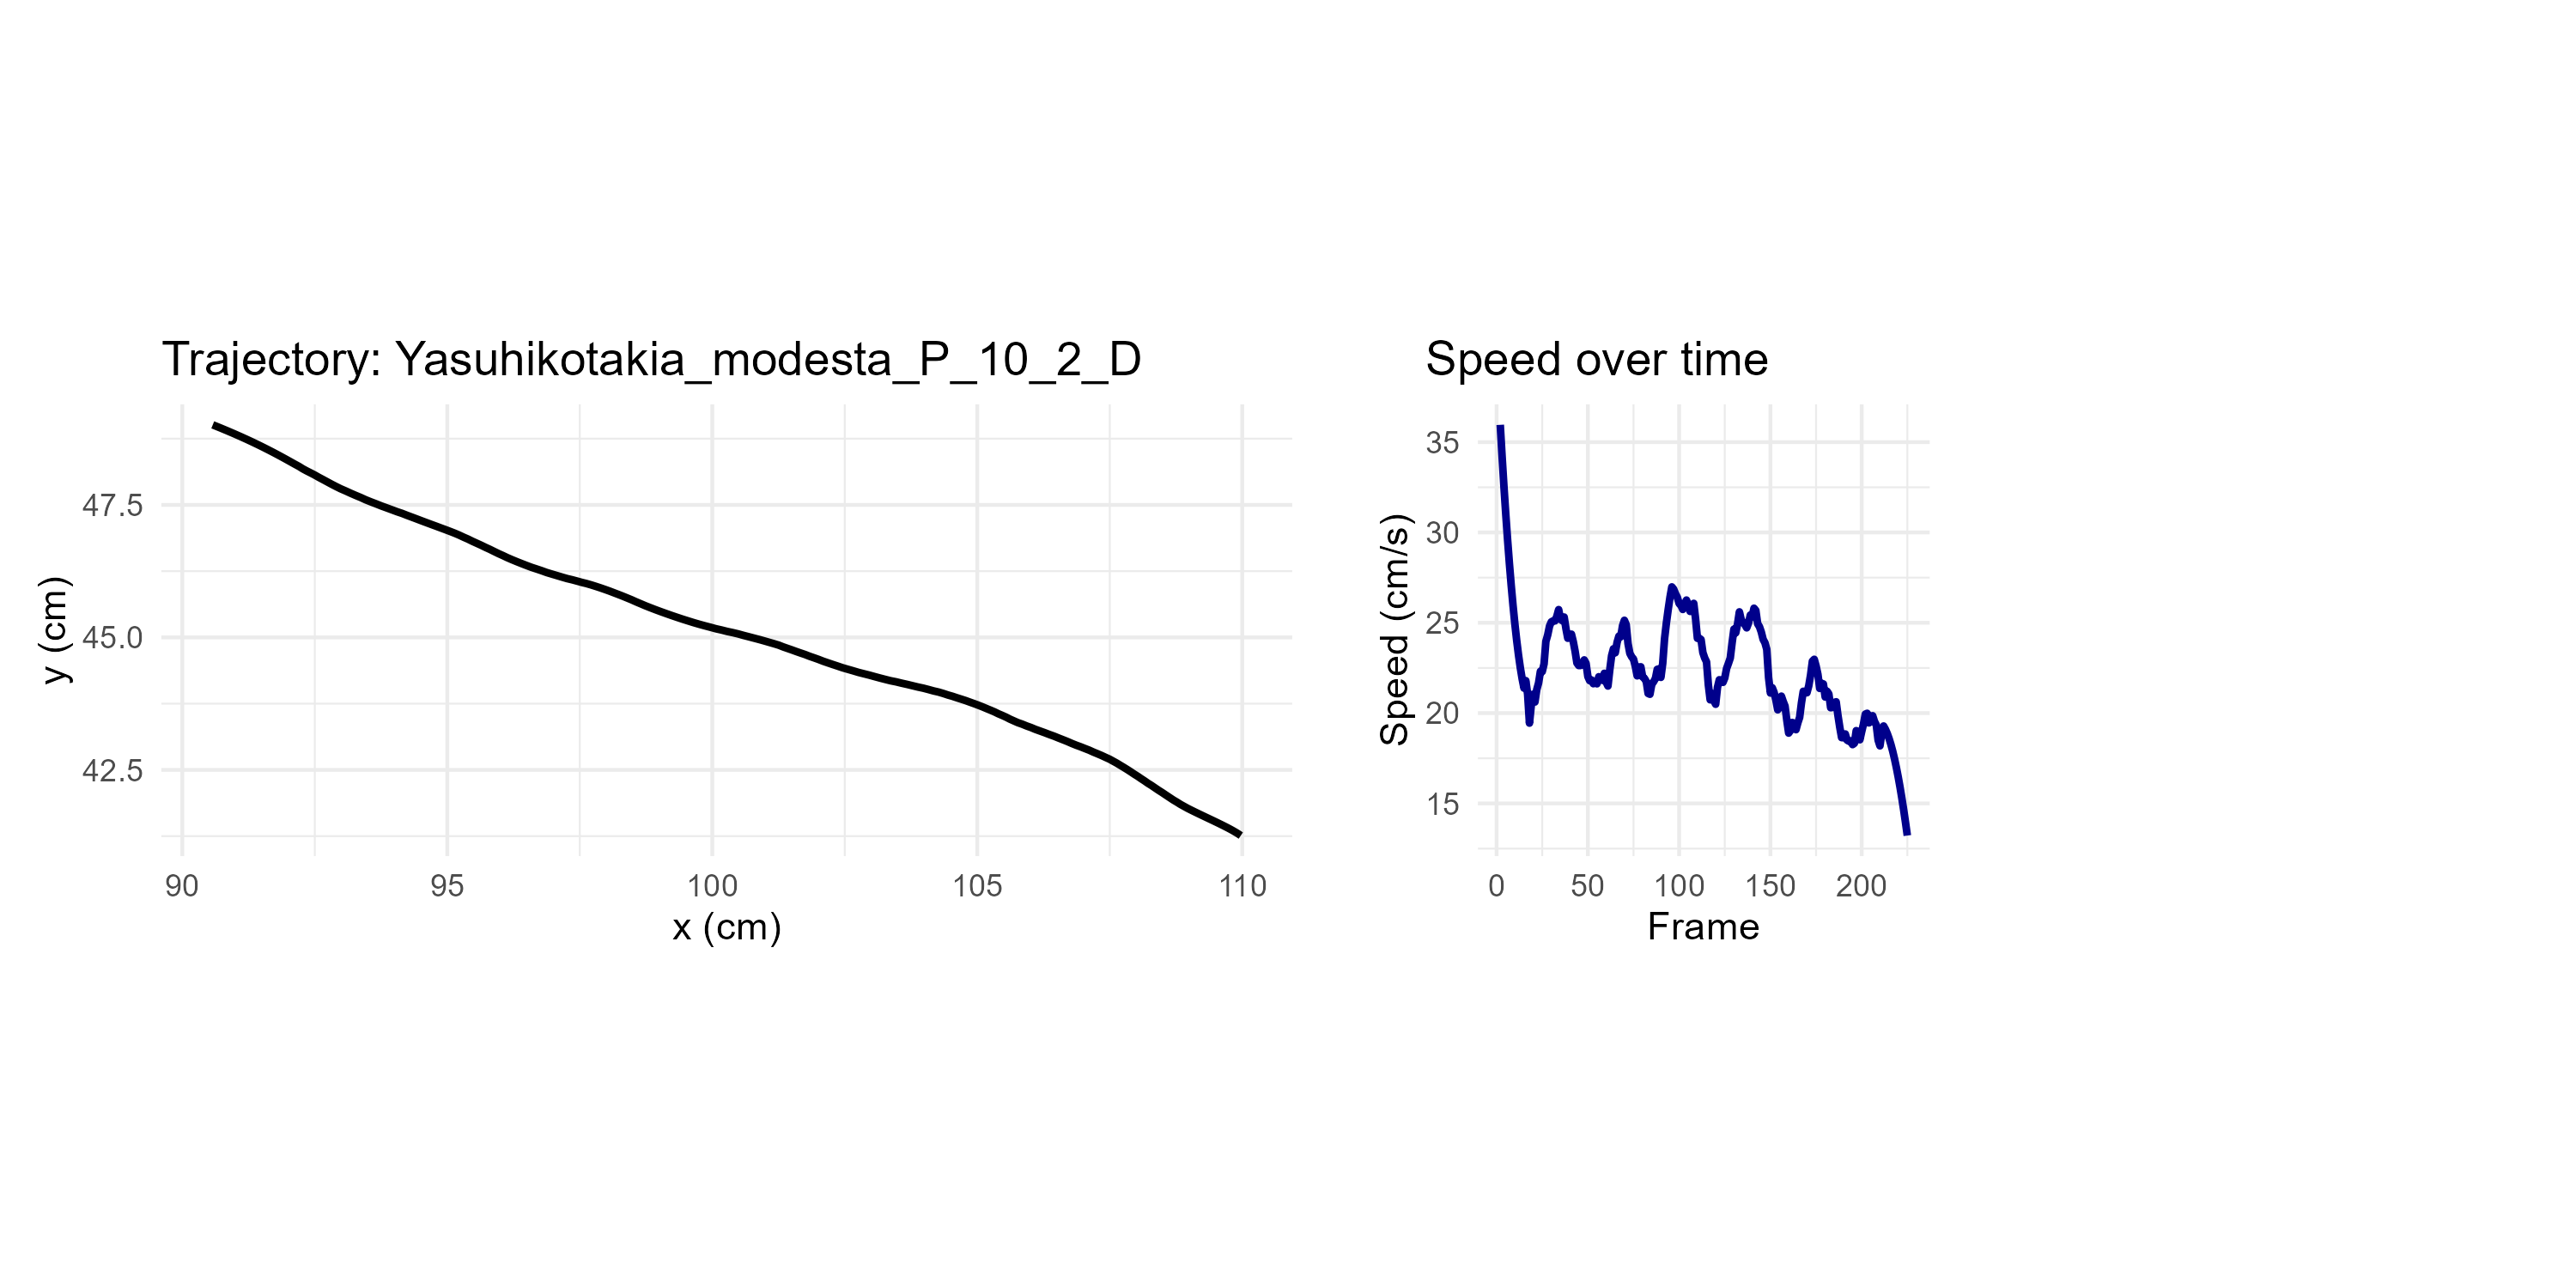 Trajectory: Yasuhikotakia_modesta_P_10_2_D
47.5
45.0
42.5
y (cm)
90 95 100 105 110
x (cm)
Speed over time
35
30
25
20
15
Speed (cm/s)
0 50 100 150 200
Frame